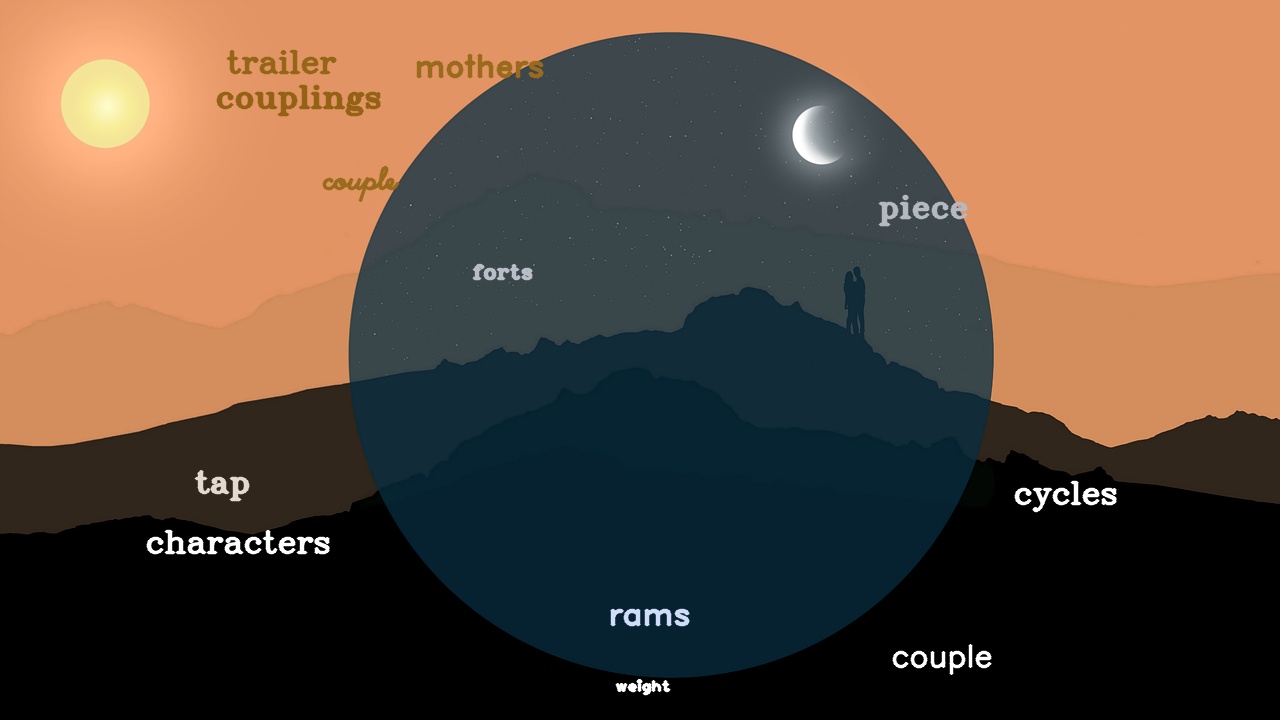 trailer
couplings
mothers
couple
piece
forts
tap
cycles
characters
rams
couple
weight